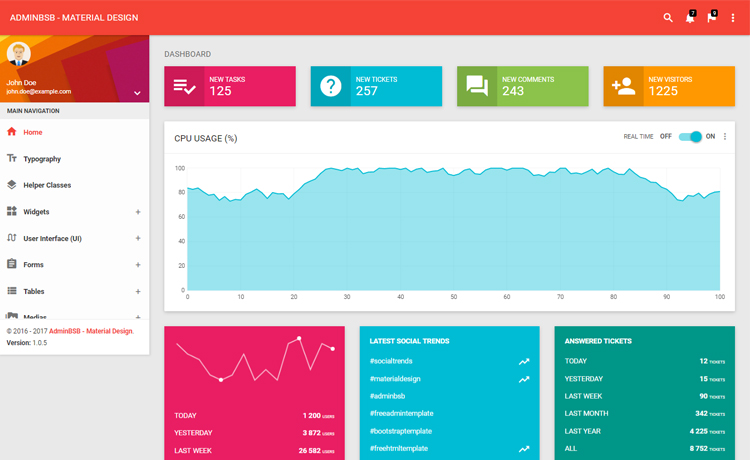 ADMINBSB - MATERIAL DESIGN
7
9
John Doe
john.doe@example.com
MAIN NAVIGATION
Home
Typography
Helper Classes
Widgets +
User Interface (UI) +
Forms +
Tables +
Medias
© 2016 - 2017 AdminBSB - Material Design.
Version: 1.0.5
DASHBOARD
NEW TASKS
125
NEW TICKETS
257
NEW COMMENTS
243
NEW VISITORS
1225
CPU USAGE (%)
REAL TIME OFF ON
100
80
60
40
20
0
0 10 20 30 40 50 60 70 80 90 100
TODAY 1 200 USERS
YESTERDAY 3 872 USERS
LAST WEEK 26 582 USERS
LATEST SOCIAL TRENDS
#socialtrends
#materialdesign
#adminbsb
#freeadmintemplate
#bootstraptemplate
#freehtmltemplate
ANSWERED TICKETS
TODAY 12 TICKETS
YESTERDAY 15 TICKETS
LAST WEEK 90 TICKETS
LAST MONTH 342 TICKETS
LAST YEAR 4 225 TICKETS
ALL 8 752 TICKETS